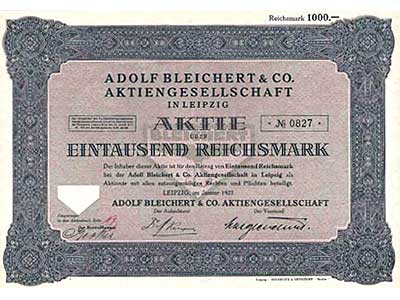 Reichsmark 1000.—
ADOLF BLEICHERT & CO.
AKTIENGESELLSCHAFT
IN LEIPZIG
AKTIE
ÜBER
· № 0827 ·
EINTAUSEND REICHSMARK
Der Inhaber dieser Aktie ist für den Betrag von Eintausend Reichsmark
bei der Adolf Bleichert & Co. Aktiengesellschaft in Leipzig als
Aktionär mit allen satzungsmäßigen Rechten und Pflichten beteiligt.
LEIPZIG, im Januar 1927.
ADOLF BLEICHERT & CO. AKTIENGESELLSCHAFT
Der Aufsichtsrat
Der Vorstand
Eingetragen